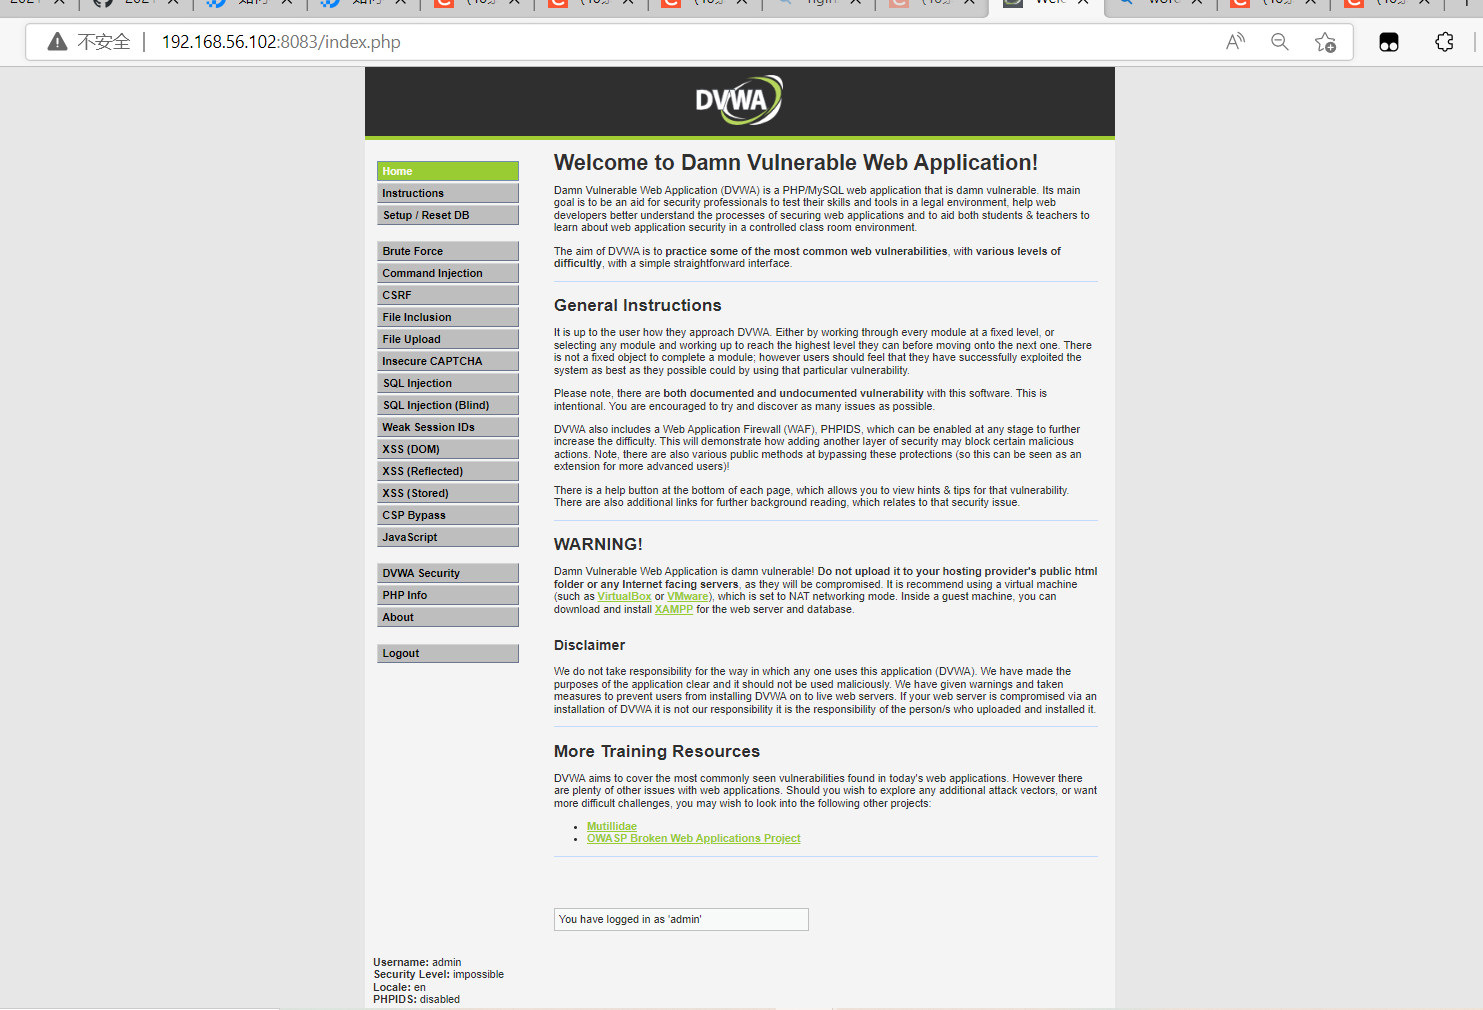 不安全 192.168.56.102:8083/index.php
DVWA
Home
Instructions
Setup / Reset DB
Brute Force
Command Injection
CSRF
File Inclusion
File Upload
Insecure CAPTCHA
SQL Injection
SQL Injection (Blind)
Weak Session IDs
XSS (DOM)
XSS (Reflected)
XSS (Stored)
CSP Bypass
JavaScript
DVWA Security
PHP Info
About
Logout
Welcome to Damn Vulnerable Web Application!
Damn Vulnerable Web Application (DVWA) is a PHP/MySQL web application that is damn vulnerable. Its main
goal is to be an aid for security professionals to test their skills and tools in a legal environment, help web
developers better understand the processes of securing web applications and to aid both students & teachers to
learn about web application security in a controlled class room environment.
The aim of DVWA is to practice some of the most common web vulnerabilities, with various levels of
difficultly, with a simple straightforward interface.
General Instructions
It is up to the user how they approach DVWA. Either by working through every module at a fixed level, or
selecting any module and working up to reach the highest level they can before moving onto the next one. There
is not a fixed object to complete a module; however users should feel that they have successfully exploited the
system as best as they possible could by using that particular vulnerability.
Please note, there are both documented and undocumented vulnerability with this software. This is
intentional. You are encouraged to try and discover as many issues as possible.
DVWA also includes a Web Application Firewall (WAF), PHPIDS, which can be enabled at any stage to further
increase the difficulty. This will demonstrate how adding another layer of security may block certain malicious
actions. Note, there are also various public methods at bypassing these protections (so this can be seen as an
extension for more advanced users)!
There is a help button at the bottom of each page, which allows you to view hints & tips for that vulnerability.
There are also additional links for further background reading, which relates to that security issue.
WARNING!
Damn Vulnerable Web Application is damn vulnerable! Do not upload it to your hosting provider's public html
folder or any Internet facing servers, as they will be compromised. It is recommend using a virtual machine
(such as VirtualBox or VMware), which is set to NAT networking mode. Inside a guest machine, you can
download and install XAMPP for the web server and database.
Disclaimer
We do not take responsibility for the way in which any one uses this application (DVWA). We have made the
purposes of the application clear and it should not be used maliciously. We have given warnings and taken
measures to prevent users from installing DVWA on to live web servers. If your web server is compromised via an
installation of DVWA it is not our responsibility it is the responsibility of the person/s who uploaded and installed it.
More Training Resources
DVWA aims to cover the most commonly seen vulnerabilities found in today's web applications. However there
are plenty of other issues with web applications. Should you wish to explore any additional attack vectors, or want
more difficult challenges, you may wish to look into the following other projects:
• Mutillidae
• OWASP Broken Web Applications Project
You have logged in as 'admin'
Username: admin
Security Level: impossible
Locale: en
PHPIDS: disabled